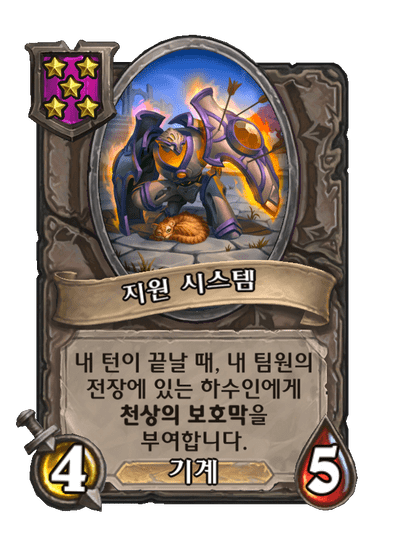 지원 시스템
내 턴이 끝날 때, 내 팀원의
전장에 있는 하수인에게
천상의 보호막을
부여합니다.
4
기계
5